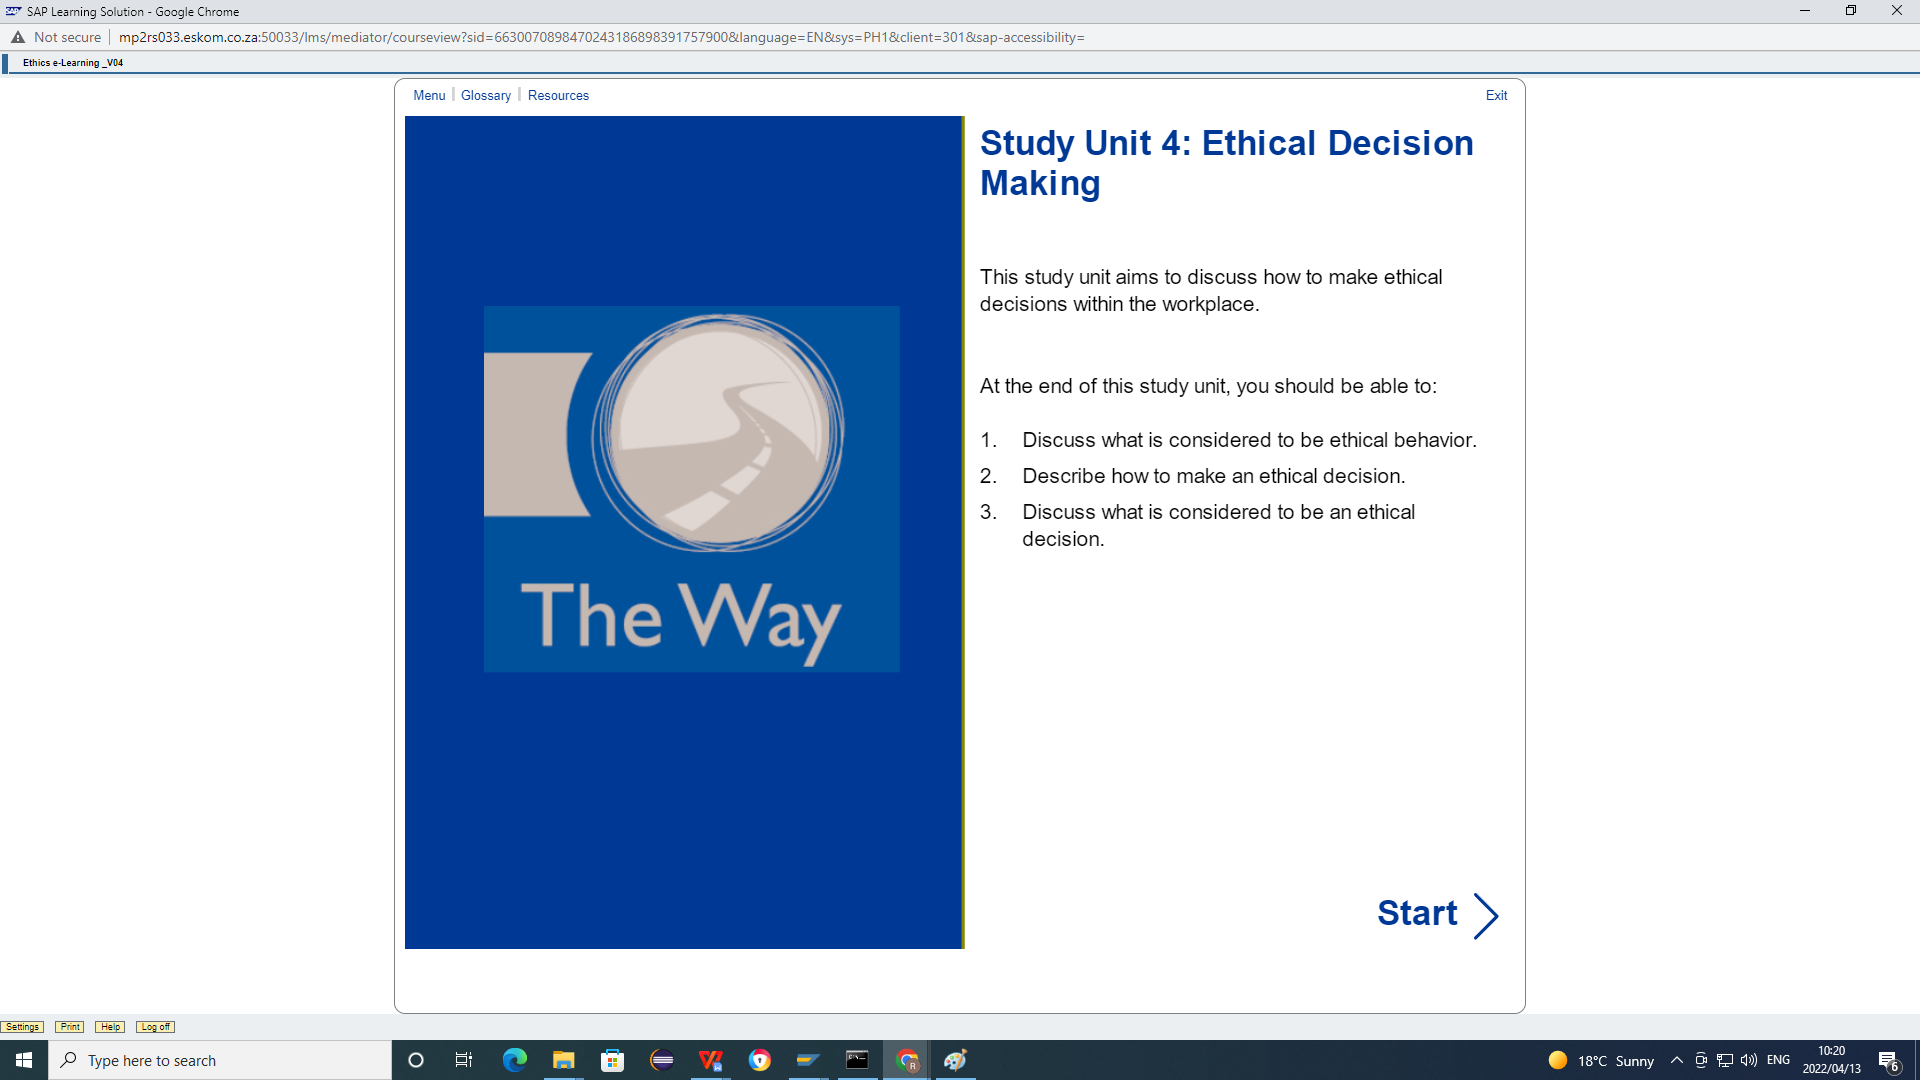 SAP Learning Solution - Google Chrome
Not secure
mp2rs033.eskom.co.za:50033/lms/mediator/courseview?sid=6630070898470243186898391757900&language=EN&sys=PH1&client=301&sap-accessibility=
Ethics e-Learning _V04
Menu | Glossary | Resources
Exit
Study Unit 4: Ethical Decision
Making
This study unit aims to discuss how to make ethical
decisions within the workplace.
At the end of this study unit, you should be able to:
1. Discuss what is considered to be ethical behavior.
2. Describe how to make an ethical decision.
3. Discuss what is considered to be an ethical
decision.
The Way
Start
Settings Print Help Log off
Type here to search
18°C Sunny
ENG
10:20
2022/04/13
6